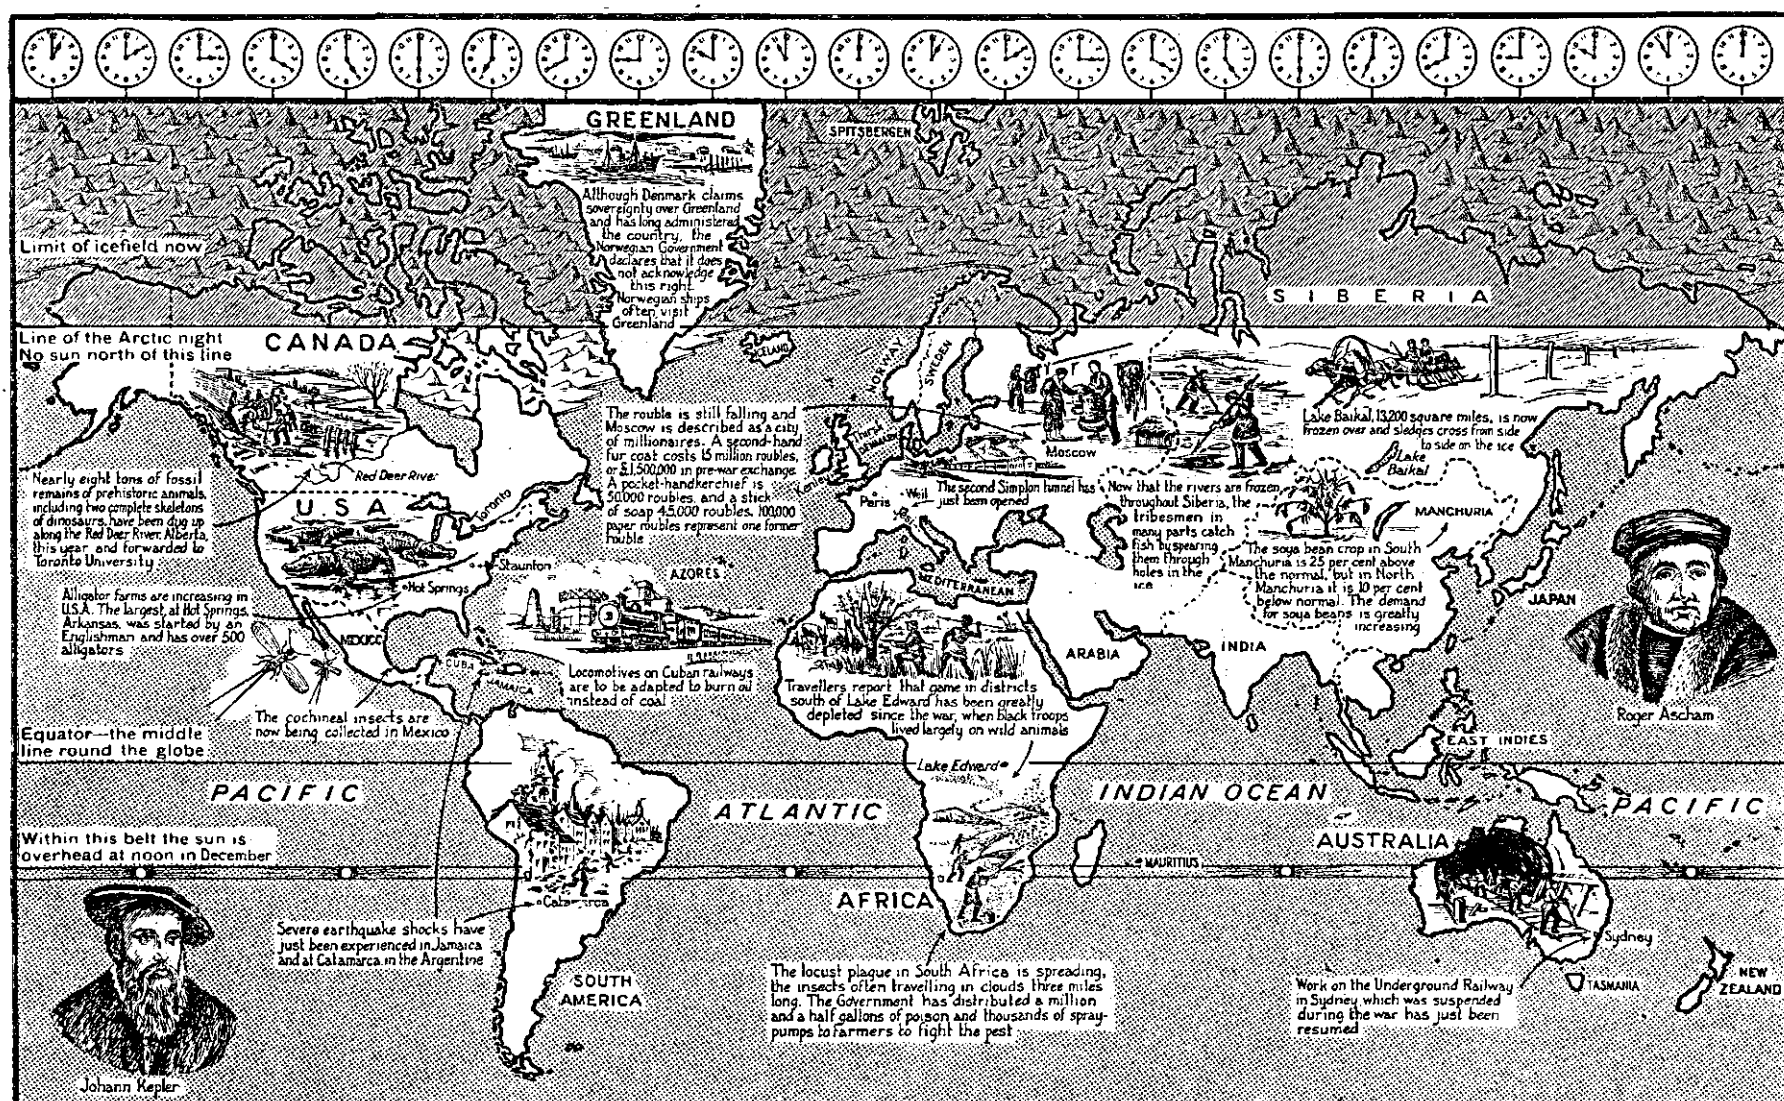 GREENLAND
SPITSBERGEN
Although Denmark claims
sovereignty over Greenland
and has long administered
the country, the
Norwegian Government
declares that it does
not acknowledge
this right.
Norwegian ships
often visit
Greenland
Limit of icefield now
SIBERIA
Line of the Arctic night
No sun north of this line
CANADA
ICELAND
NORWAY
SWEDEN
The rouble is still falling and
Moscow is described as a city
of millionaires. A second-hand
fur coat costs 15 million roubles,
or £1,500,000 in pre-war exchange.
A pocket-handkerchief is
50,000 roubles, and a stick
of soap 45,000 roubles. 100,000
paper roubles represent one former
rouble
Thirsk
DENMARK
Kenley
Moscow
Lake Baikal, 13,200 square miles, is now
frozen over and sledges cross from side
to side on the ice
Lake
Baikal
Nearly eight tons of fossil
remains of prehistoric animals,
including two complete skeletons
of dinosaurs, have been dug up
along the Red Deer River, Alberta,
this year and forwarded to
Toronto University
Red Deer River
U.S.A
Toronto
Paris
Weil
The second Simplon tunnel has
just been opened
Now that the rivers are frozen
throughout Siberia, the
tribesmen in
many parts catch
fish by spearing
them through
holes in the
ice
MANCHURIA
The soya bean crop in South
Manchuria is 25 per cent above
the normal, but in North
Manchuria it is 10 per cent
below normal. The demand
for soya beans is greatly
increasing
Staunton
Hot Springs
AZORES
MEDITERRANEAN
JAPAN
Alligator farms are increasing in
U.S.A. The largest, at Hot Springs,
Arkansas, was started by an
Englishman and has over 500
alligators
MEXICO
CUBA
JAMAICA
Locomotives on Cuban railways
are to be adapted to burn oil
instead of coal
ARABIA
INDIA
Travellers report that game in districts
south of Lake Edward has been greatly
depleted since the war, when black troops
lived largely on wild animals
Roger Ascham
The cochineal insects are
now being collected in Mexico
Equator—the middle
line round the globe
EAST INDIES
Lake Edward
PACIFIC
ATLANTIC
INDIAN OCEAN
PACIFIC
Within this belt the sun is
overhead at noon in December
AUSTRALIA
MAURITIUS
AFRICA
Catamarca
Severe earthquake shocks have
just been experienced in Jamaica
and at Catamarca in the Argentine
SOUTH
AMERICA
The locust plague in South Africa is spreading,
the insects often travelling in clouds three miles
long. The Government has distributed a million
and a half gallons of poison and thousands of spray-
pumps to farmers to fight the pest
Sydney
Work on the Underground Railway
in Sydney which was suspended
during the war has just been
resumed
TASMANIA
NEW
ZEALAND
Johann Kepler